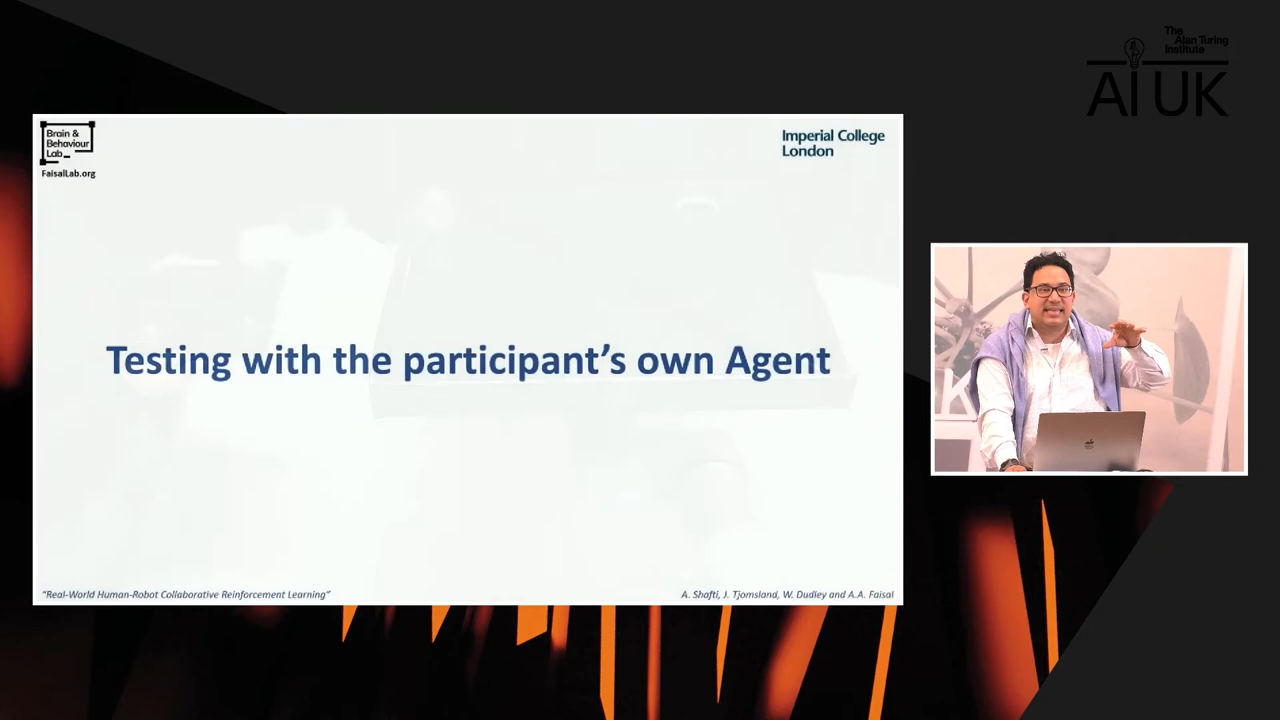 The
Alan Turing
Institute
AI UK
Brain &
Behaviour
Lab_
FaisalLab.org
Imperial College
London
Testing with the participant's own Agent
"Real-World Human-Robot Collaborative Reinforcement Learning"
A. Shafti, J. Tjomsland, W. Dudley and A.A. Faisal